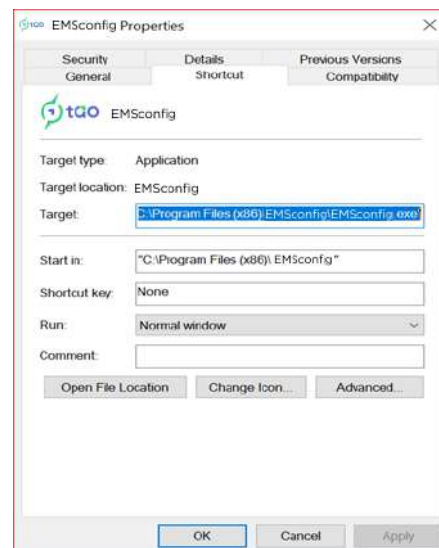 tao EMSconfig Properties
Security Details Previous Versions
General Shortcut Compatibility
tao EMSconfig
Target type: Application
Target location: EMSconfig
Target: C:\Program Files (x86)\EMSconfig\EMSconfig.exe"
Start in: "C:\Program Files (x86)\ EMSconfig"
Shortcut key: None
Run: Normal window
Comment:
Open File Location Change Icon... Advanced...
OK Cancel Apply